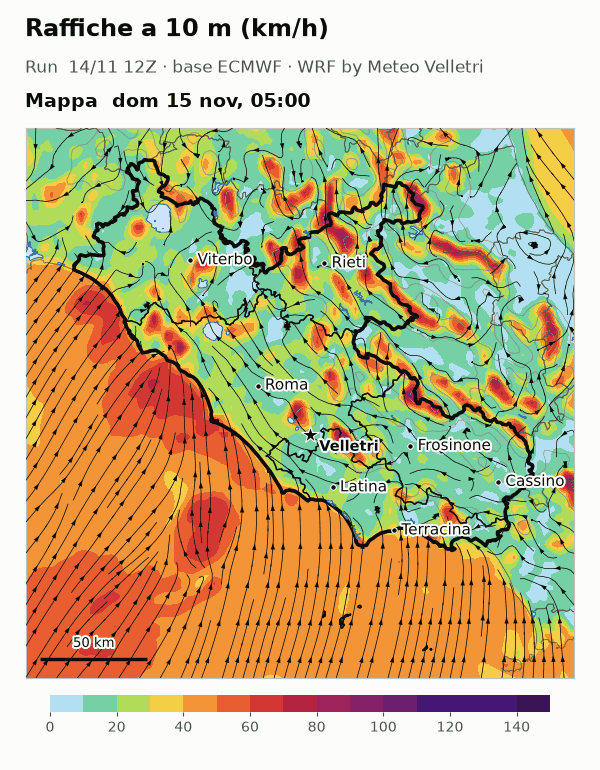 Raffiche a 10 m (km/h)
Run  14/11 12Z · base ECMWF · WRF by Meteo Velletri
Mappa  dom 15 nov, 05:00
Viterbo
Rieti
Roma
Velletri
Frosinone
Cassino
Latina
Terracina
50 km
0 20 40 60 80 100 120 140